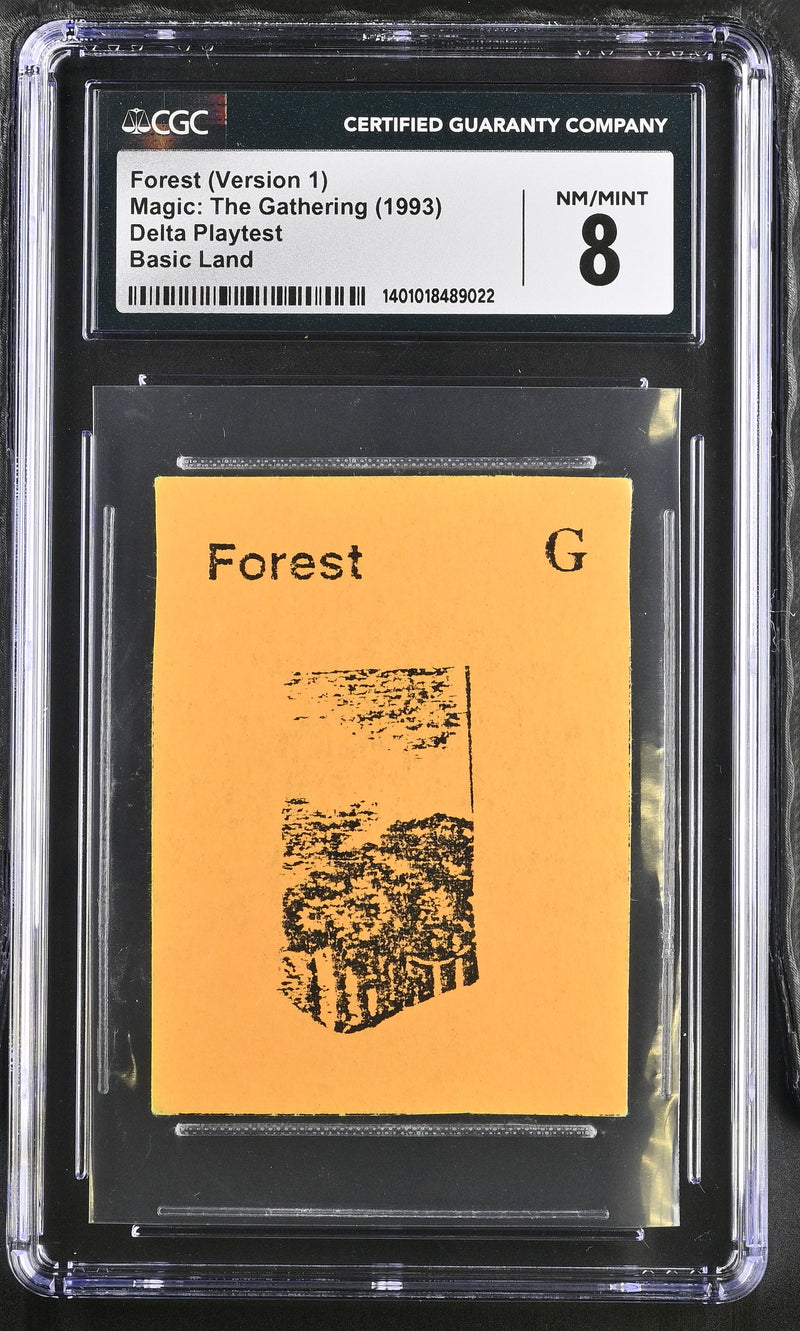 CGC
CERTIFIED GUARANTY COMPANY
Forest (Version 1)
Magic: The Gathering (1993)
Delta Playtest
Basic Land
1401018489022
NM/MINT
8
Forest G